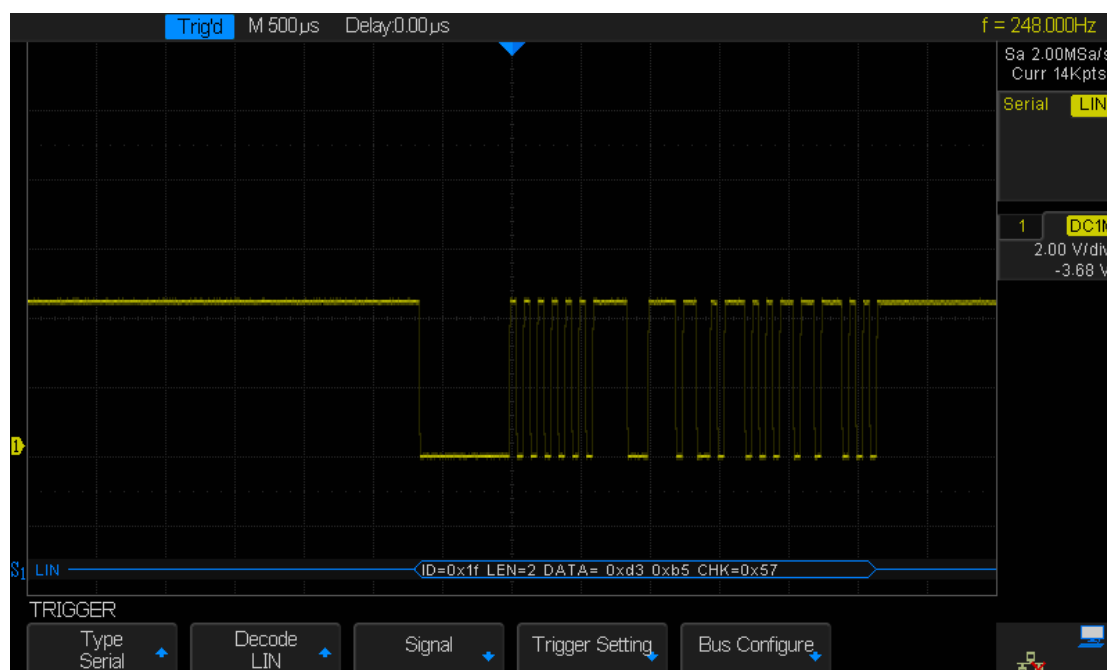 Trig'd M 500µs Delay:0.00µs f = 248.000Hz
Sa 2.00MSa/s
Curr 14Kpts
Serial LIN
1 DC1M
2.00 V/div
-3.68 V
1
S1 LIN ID=0x1f LEN=2 DATA= 0xd3 0xb5 CHK=0x57
TRIGGER
Type Decode Signal Trigger Setting Bus Configure
Serial LIN